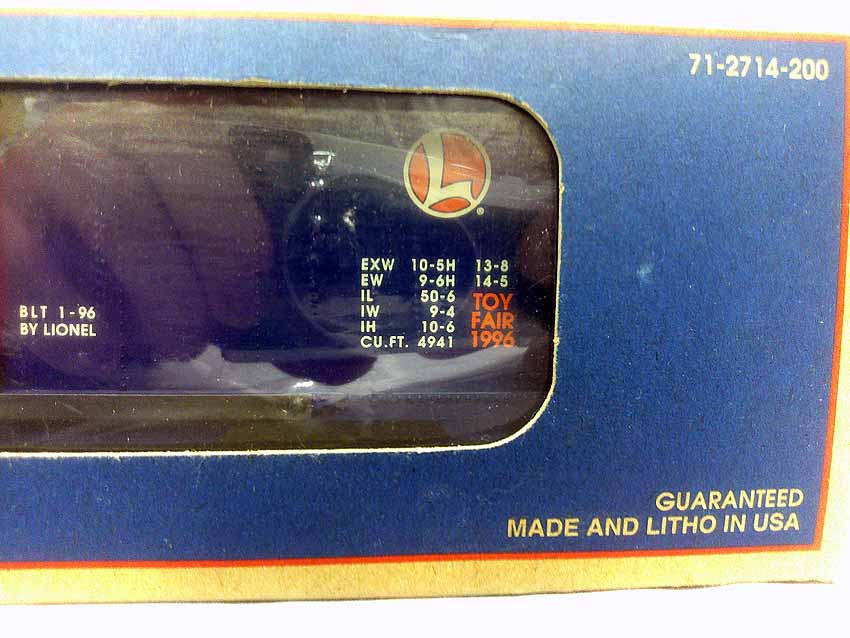 71-2714-200
L®
EXW 10-5H 13-8
EW 9-6H 14-5
IL 50-6
IW 9-4
IH 10-6
CU.FT. 4941
TOY
FAIR
1996
BLT 1-96
BY LIONEL
GUARANTEED
MADE AND LITHO IN USA